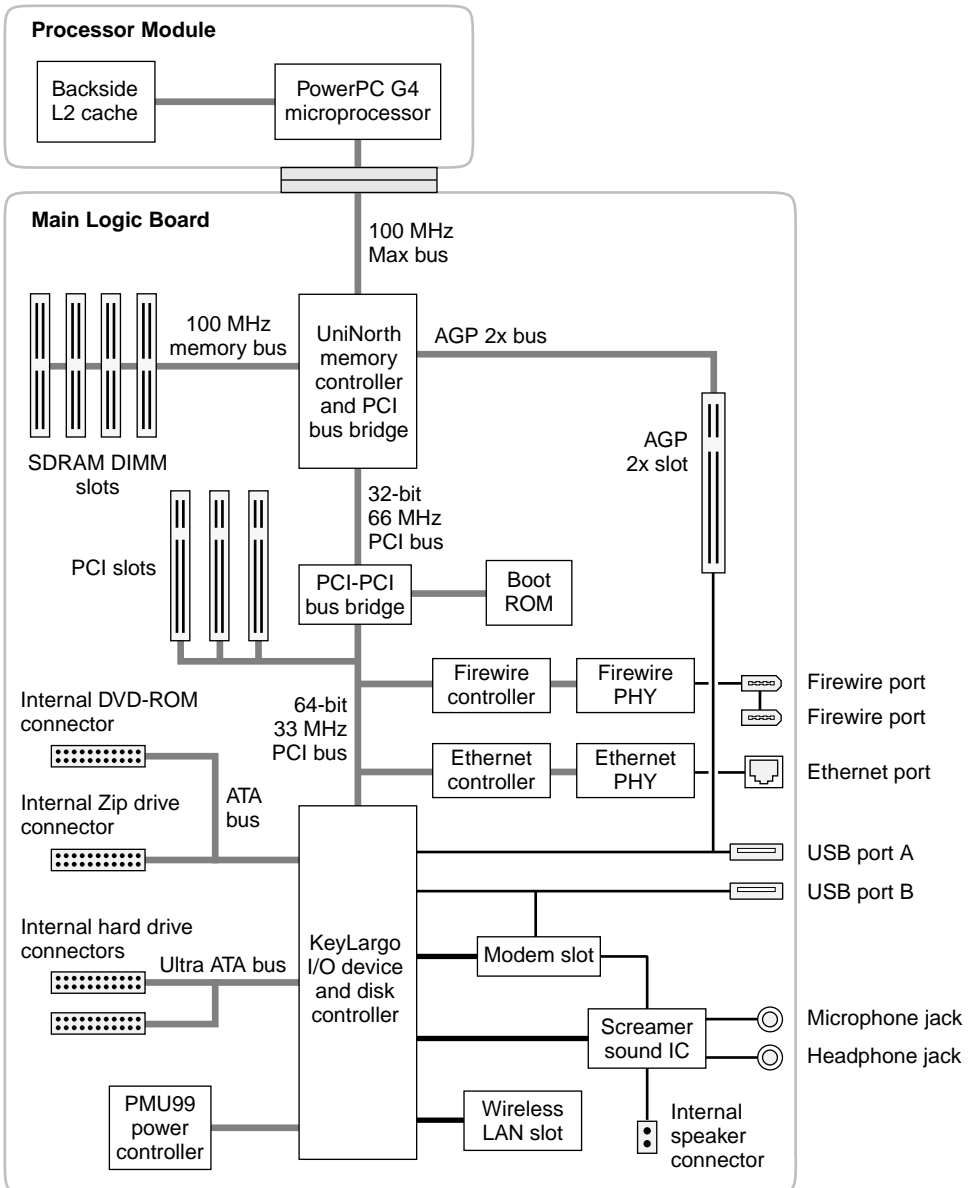 Processor Module
Backside
L2 cache
PowerPC G4
microprocessor
Main Logic Board
100 MHz
Max bus
100 MHz
memory bus
UniNorth
memory
controller
and PCI
bus bridge
AGP 2x bus
AGP
2x slot
SDRAM DIMM
slots
32-bit
66 MHz
PCI bus
PCI slots
PCI-PCI
bus bridge
Boot
ROM
Firewire
controller
Firewire
PHY
Firewire port
Firewire port
Internal DVD-ROM
connector
64-bit
33 MHz
PCI bus
Ethernet
controller
Ethernet
PHY
Ethernet port
Internal Zip drive
connector
ATA
bus
USB port A
USB port B
Internal hard drive
connectors
Ultra ATA bus
KeyLargo
I/O device
and disk
controller
Modem slot
Screamer
sound IC
Microphone jack
Headphone jack
PMU99
power
controller
Wireless
LAN slot
Internal
speaker
connector